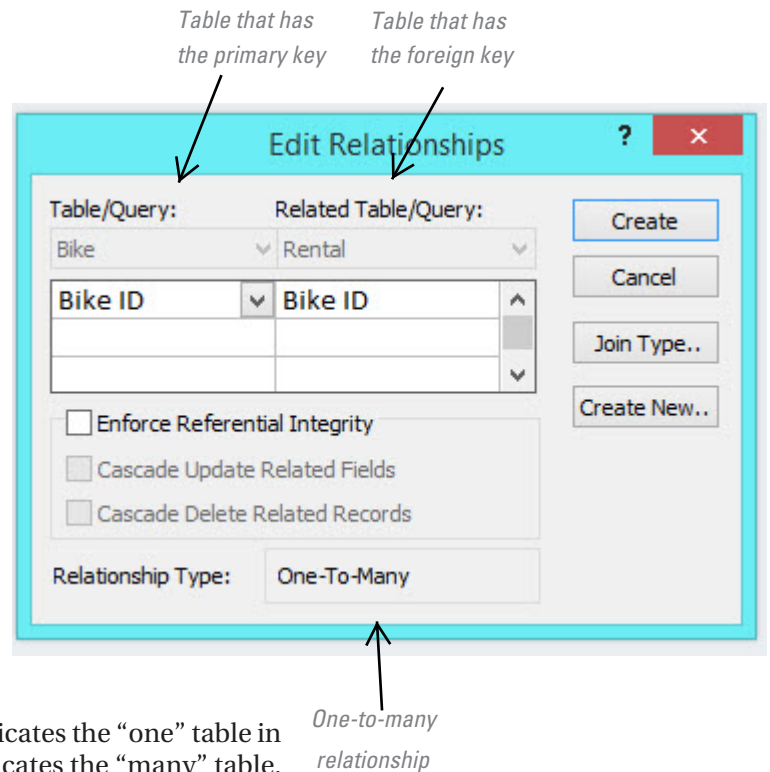 Table that has
the primary key
Table that has
the foreign key
Edit Relationships
?
×
Table/Query:
Related Table/Query:
Bike
Rental
Bike ID
Bike ID
Create
Cancel
Join Type..
Create New..
Enforce Referential Integrity
Cascade Update Related Fields
Cascade Delete Related Records
Relationship Type:
One-To-Many
One-to-many
relationship
icates the “one” table in
icates the “many” table.